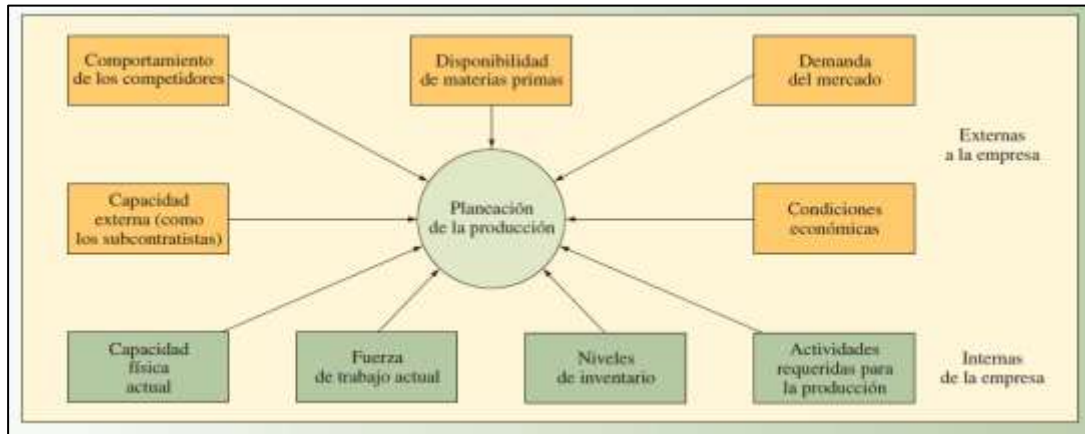 Comportamiento
de los competidores
Disponibilidad
de materias primas
Demanda
del mercado
Externas
a la empresa
Capacidad
externa (como
los subcontratistas)
Planeación
de la producción
Condiciones
económicas
Capacidad
física
actual
Fuerza
de trabajo actual
Niveles
de inventario
Actividades
requeridas para
la producción
Internas
de la empresa